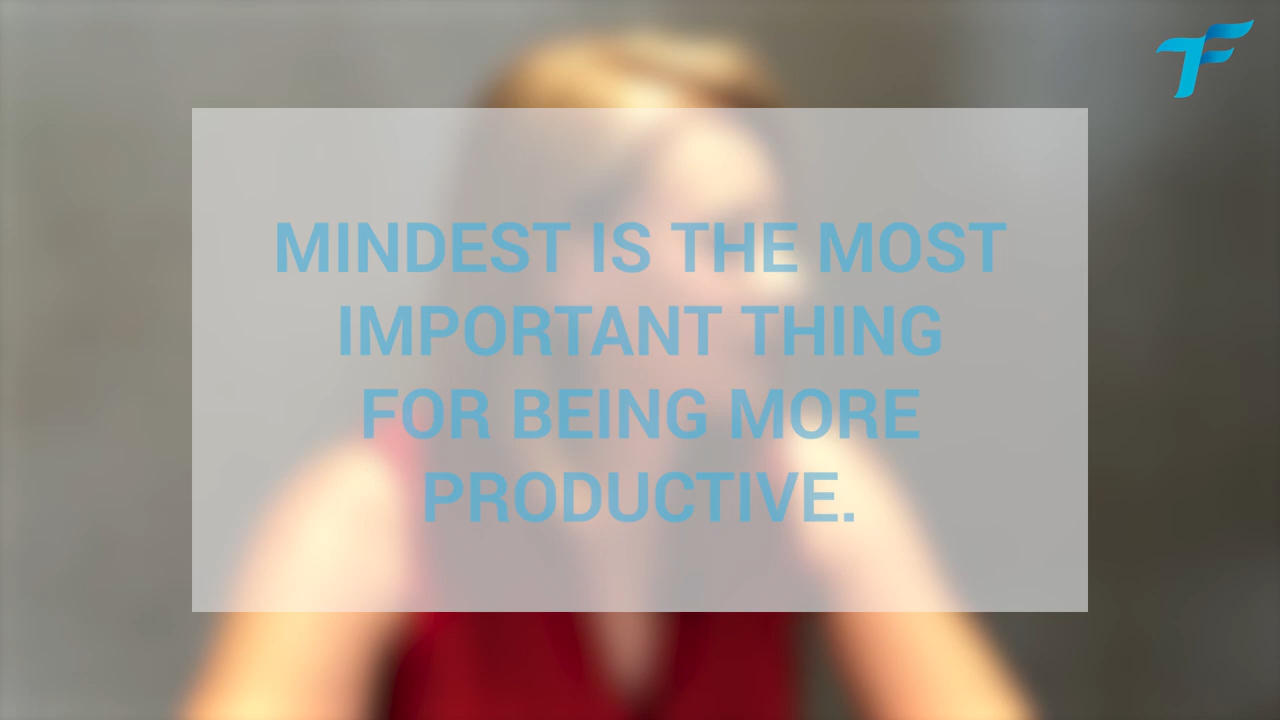 MINDEST IS THE MOST
IMPORTANT THING
FOR BEING MORE
PRODUCTIVE.